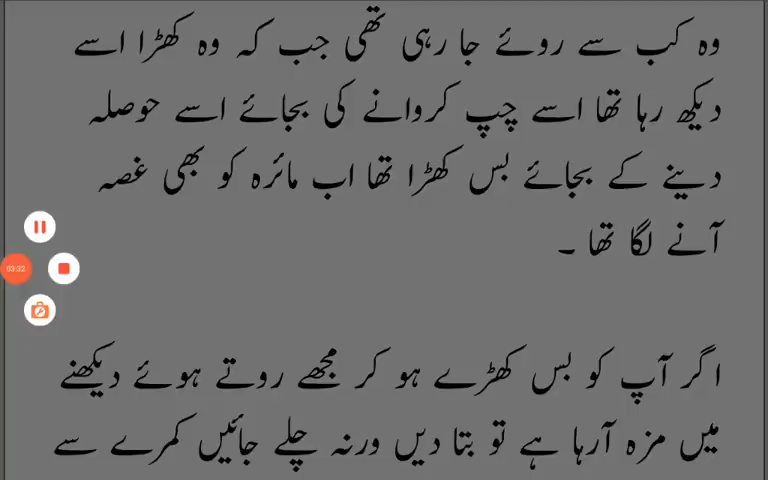 وہ کب سے روئے جا رہی تھی جب کہ وہ کھڑا اسے
دیکھ رہا تھا اسے چپ کروانے کی بجائے اسے حوصلہ
دینے کے بجائے بس کھڑا تھا اب مائرہ کو بھی غصہ
آنے لگا تھا ۔
03:32
اگر آپ کو بس کھڑے ہو کر مجھے روتے ہوئے دیکھنے
میں مزہ آرہا ہے تو بتا دیں ورنہ چلے جائیں کمرے سے